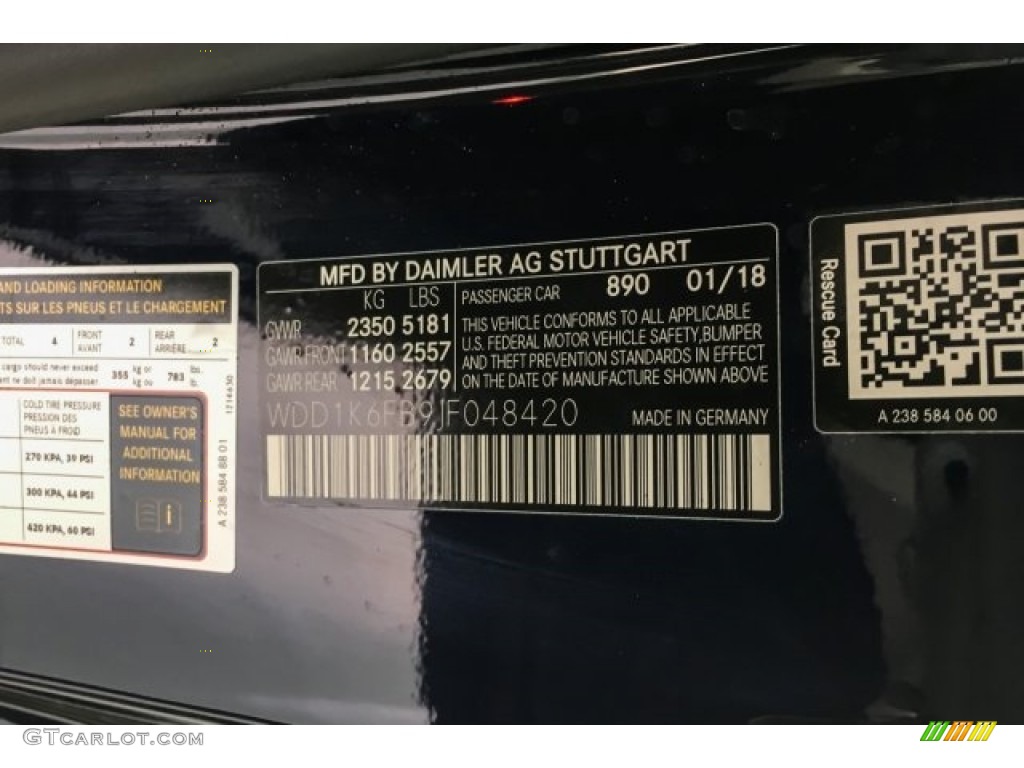 AND LOADING INFORMATION
TS SUR LES PNEUS ET LE CHARGEMENT
TOTAL 4 FRONT AVANT 2 REAR ARRIÈRE 2
cargo should never exceed
ent ne doit jamais dépasser 355 kg or kg ou 783 lbs. lb.
COLD TIRE PRESSURE
PRESSION DES
PNEUS A FROID
270 KPA, 39 PSI
300 KPA, 44 PSI
420 KPA, 60 PSI
SEE OWNER'S
MANUAL FOR
ADDITIONAL
INFORMATION
i
A 238 584 88 01
MFD BY DAIMLER AG STUTTGART
KG LBS
GVWR 2350 5181
GAWR FRONT 1160 2557
GAWR REAR 1215 2679
PASSENGER CAR 890 01/18
THIS VEHICLE CONFORMS TO ALL APPLICABLE
U.S. FEDERAL MOTOR VEHICLE SAFETY,BUMPER
AND THEFT PREVENTION STANDARDS IN EFFECT
ON THE DATE OF MANUFACTURE SHOWN ABOVE
WDD1K6FB9JF048420
MADE IN GERMANY
Rescue Card
A 238 584 06 00
GTcarlot.com